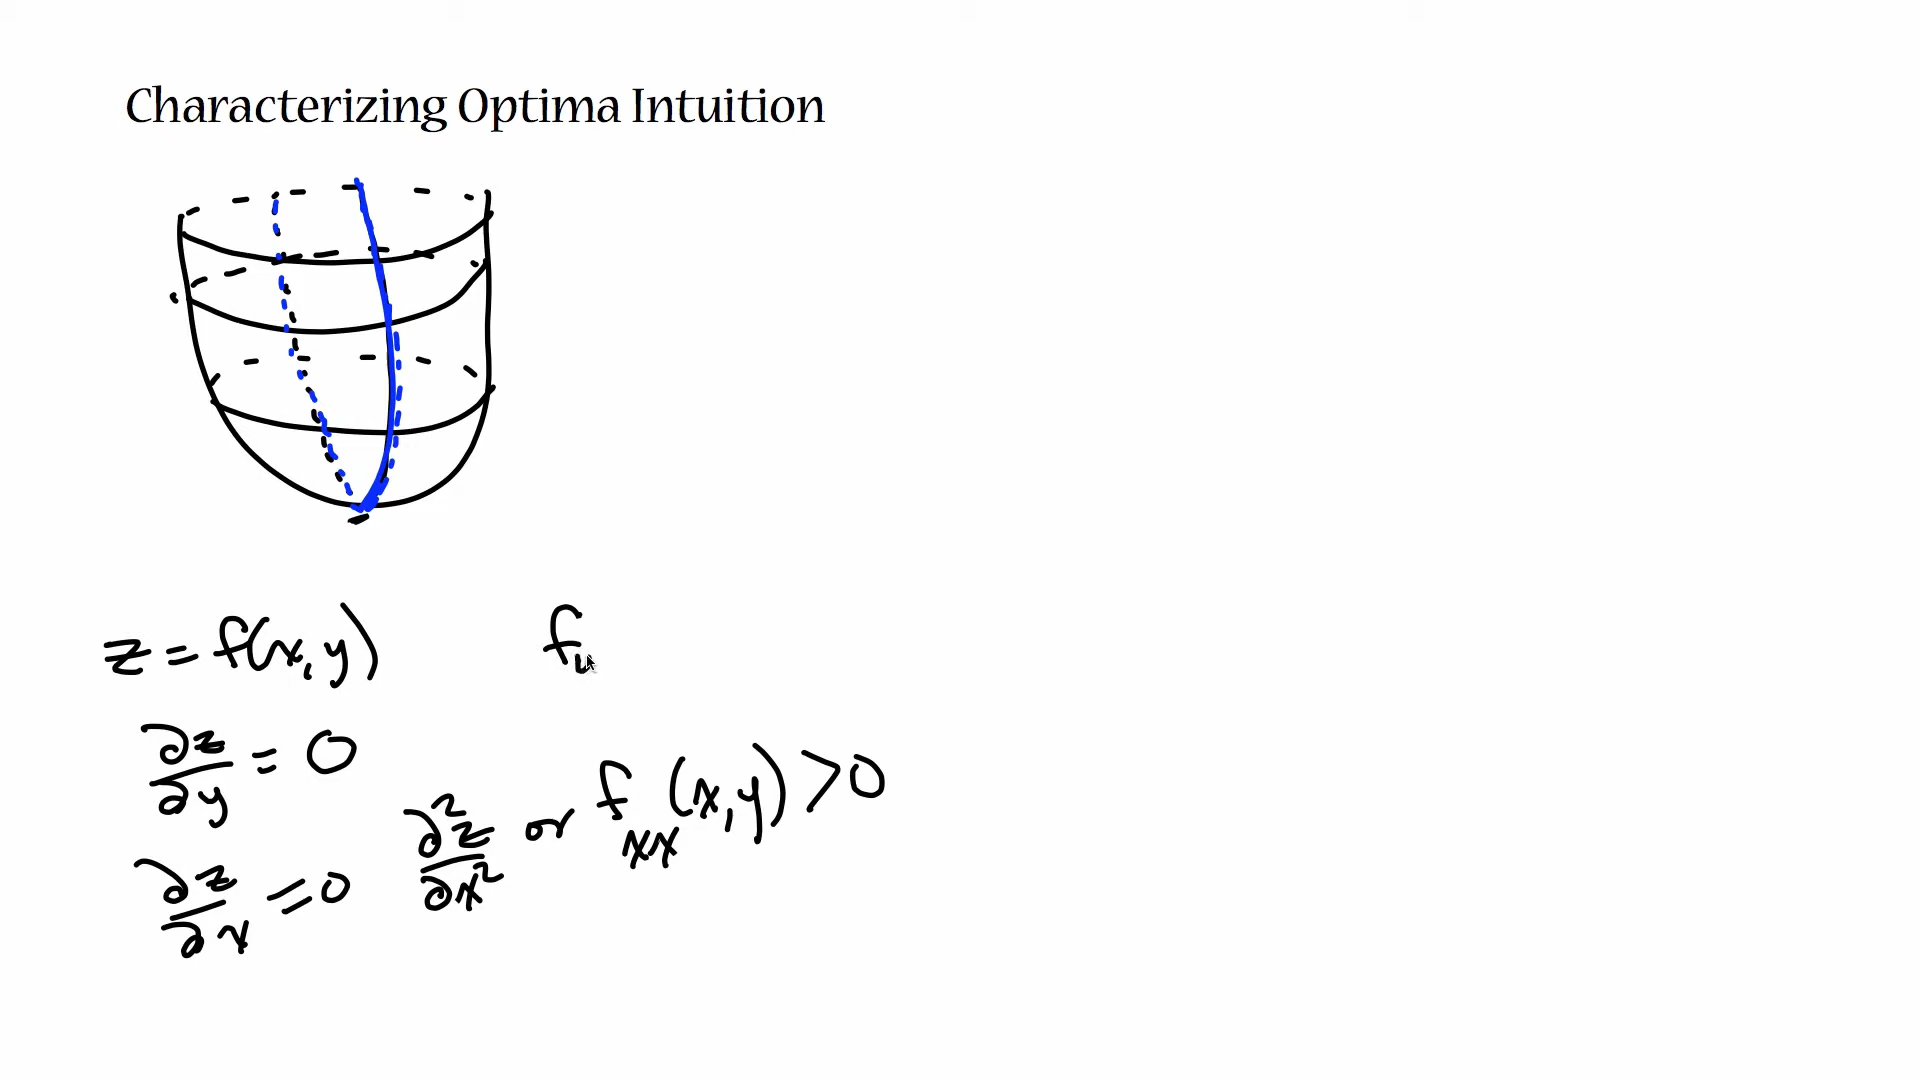 Characterizing Optima Intuition
z = f(x, y)
f
∂z/∂y = 0
∂²z/∂x² or f_xx (x, y) > 0
∂z/∂x = 0